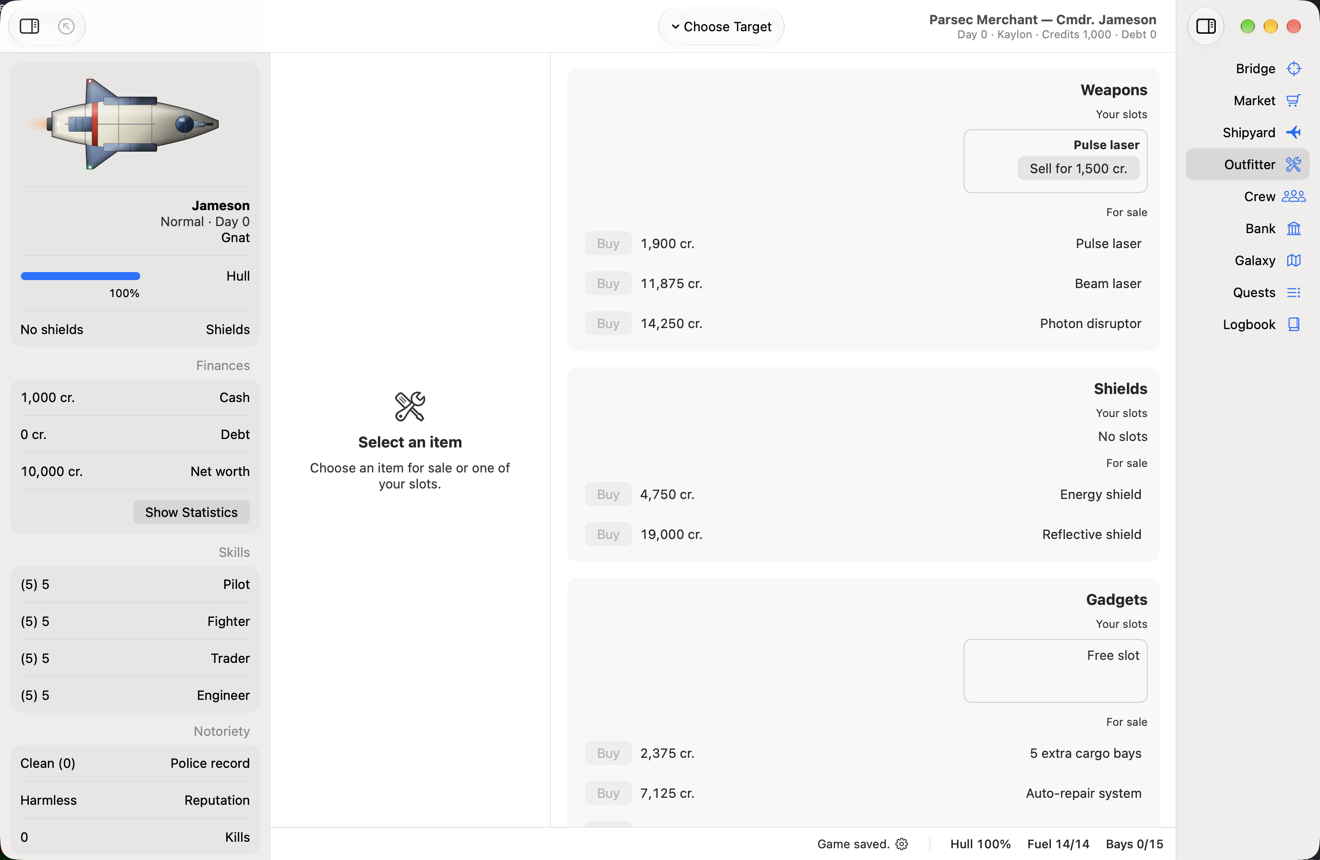 Choose Target
Parsec Merchant — Cmdr. Jameson
Day 0 · Kaylon · Credits 1,000 · Debt 0
Bridge
Market
Shipyard
Outfitter
Crew
Bank
Galaxy
Quests
Logbook
Jameson
Normal · Day 0
Gnat
Hull
100%
Shields No shields
Finances
Cash 1,000 cr.
Debt 0 cr.
Net worth 10,000 cr.
Show Statistics
Skills
Pilot (5) 5
Fighter (5) 5
Trader (5) 5
Engineer (5) 5
Notoriety
Police record Clean (0)
Reputation Harmless
Kills 0
Select an item
Choose an item for sale or one of
your slots.
Weapons
Your slots
Pulse laser
Sell for 1,500 cr.
For sale
Pulse laser 1,900 cr. Buy
Beam laser 11,875 cr. Buy
Photon disruptor 14,250 cr. Buy
Shields
Your slots
No slots
For sale
Energy shield 4,750 cr. Buy
Reflective shield 19,000 cr. Buy
Gadgets
Your slots
Free slot
For sale
5 extra cargo bays 2,375 cr. Buy
Auto-repair system 7,125 cr. Buy
Game saved.
Hull 100% Fuel 14/14 Bays 0/15